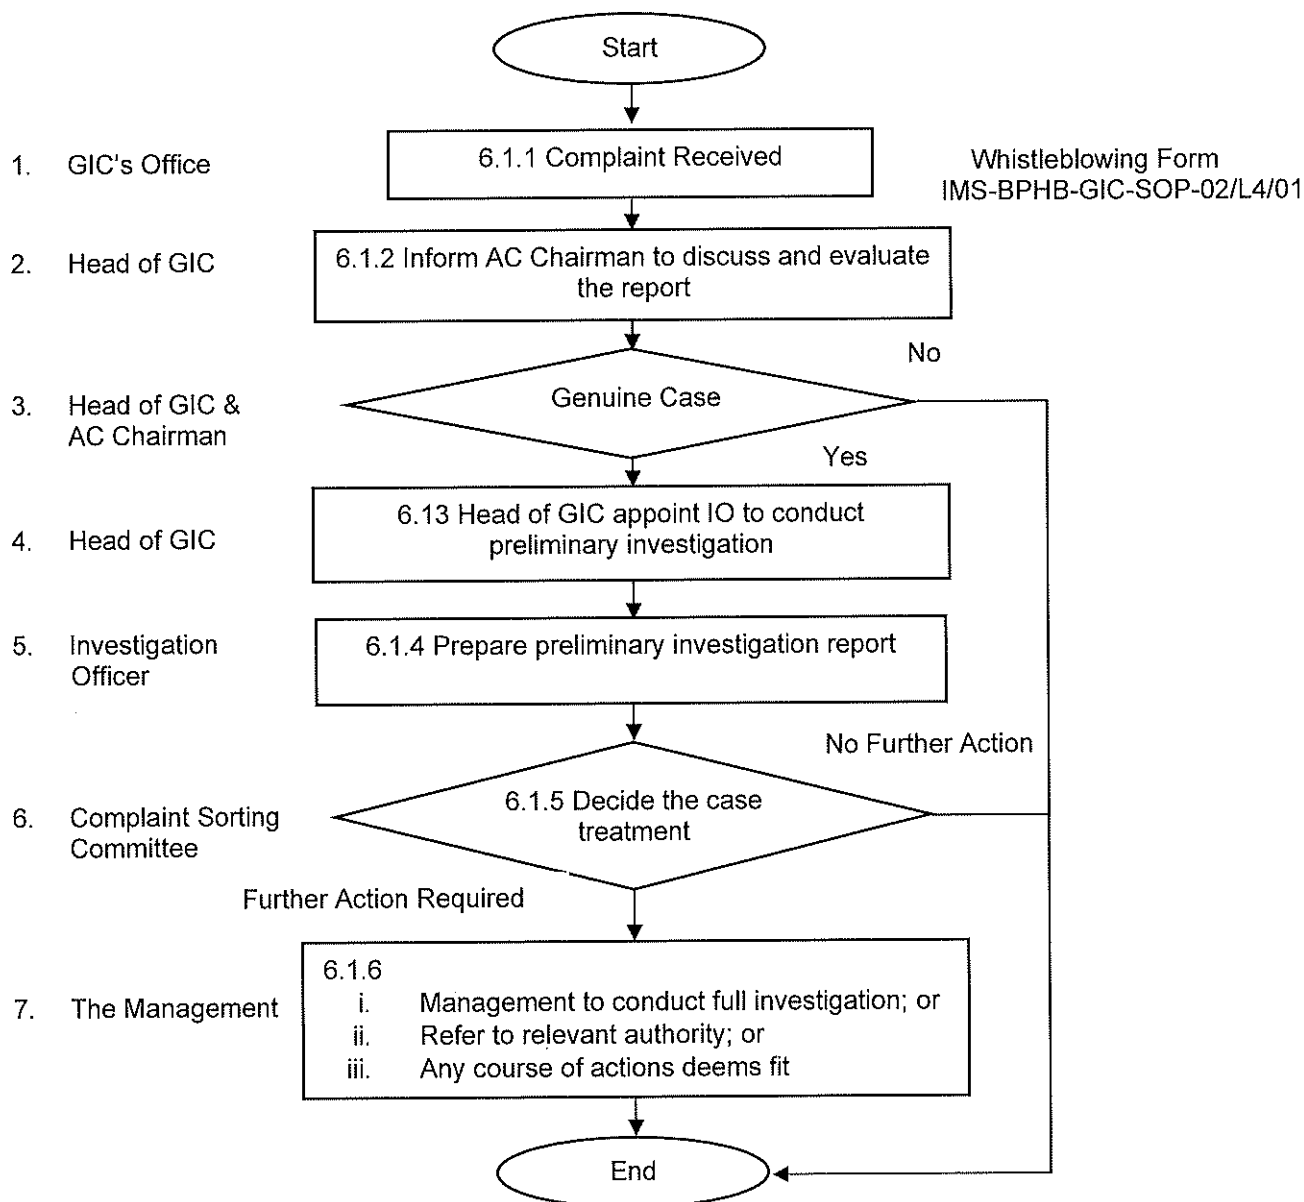 Start
1. GIC's Office
6.1.1 Complaint Received
Whistleblowing Form
IMS-BPHB-GIC-SOP-02/L4/01
2. Head of GIC
6.1.2 Inform AC Chairman to discuss and evaluate
the report
No
3. Head of GIC &
AC Chairman
Genuine Case
Yes
4. Head of GIC
6.13 Head of GIC appoint IO to conduct
preliminary investigation
5. Investigation
Officer
6.1.4 Prepare preliminary investigation report
No Further Action
6. Complaint Sorting
Committee
6.1.5 Decide the case
treatment
Further Action Required
7. The Management
6.1.6
i. Management to conduct full investigation; or
ii. Refer to relevant authority; or
iii. Any course of actions deems fit
End